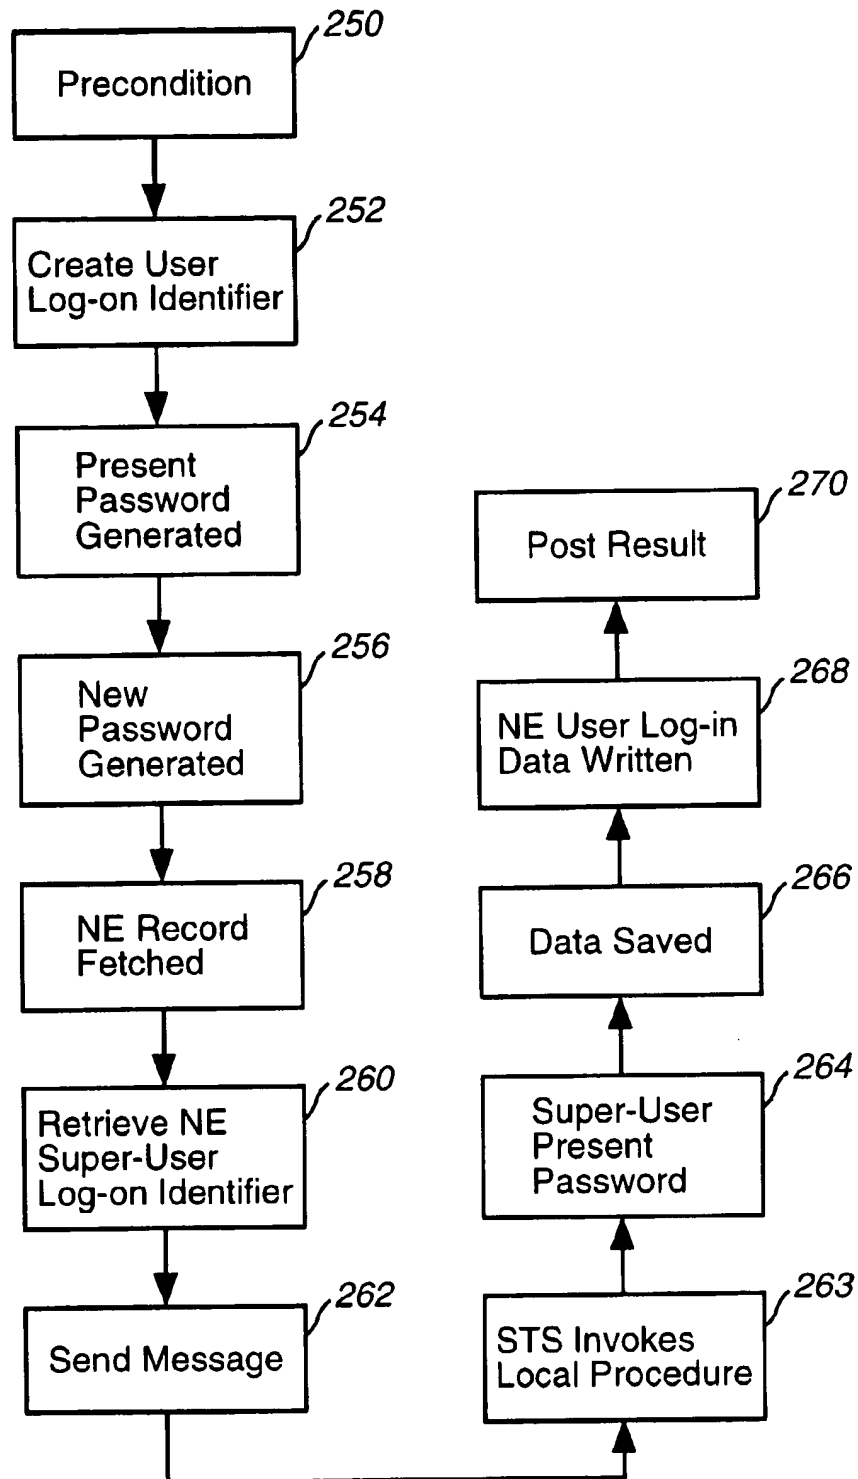 250
Precondition
252
Create User
Log-on Identifier
254
Present
Password
Generated
256
New
Password
Generated
258
NE Record
Fetched
260
Retrieve NE
Super-User
Log-on Identifier
262
Send Message
263
STS Invokes
Local Procedure
264
Super-User
Present
Password
266
Data Saved
268
NE User Log-in
Data Written
270
Post Result